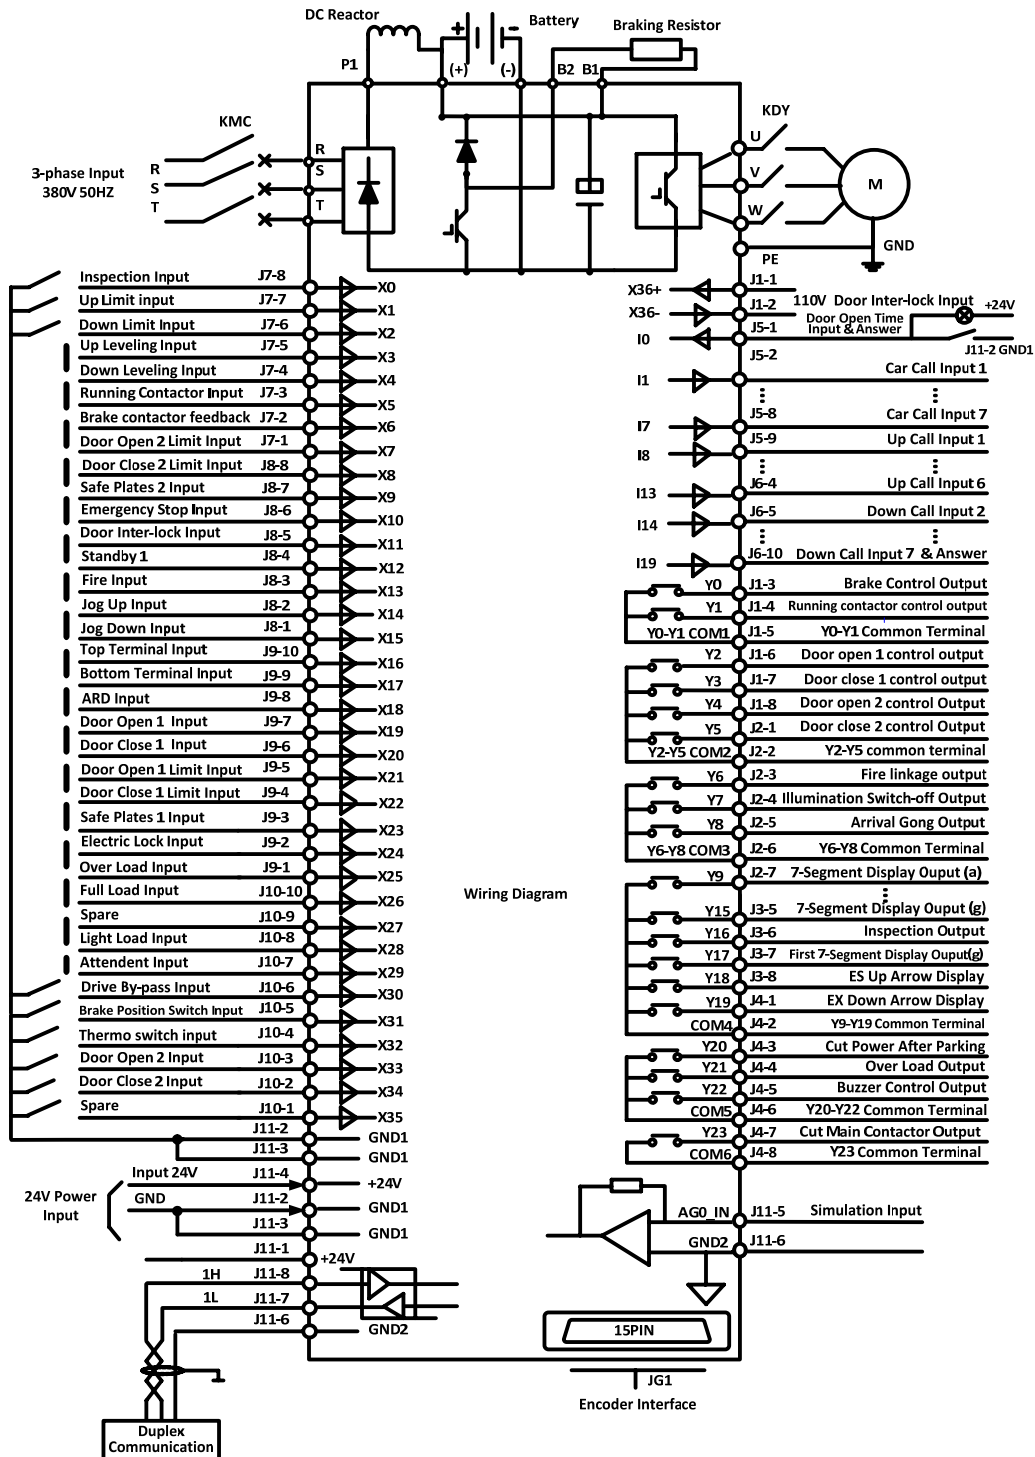 DC Reactor
Battery
Braking Resistor
+
-
P1
(+)
(-)
B2
B1
KMC
KDY
3-phase Input
380V 50HZ
R
S
T
R
S
T
U
V
W
M
PE
GND
Inspection Input J7-8 X0
Up Limit input J7-7 X1
Down Limit Input J7-6 X2
Up Leveling Input J7-5 X3
Down Leveling Input J7-4 X4
Running Contactor Input J7-3 X5
Brake contactor feedback J7-2 X6
Door Open 2 Limit Input J7-1 X7
Door Close 2 Limit Input J8-8 X8
Safe Plates 2 Input J8-7 X9
Emergency Stop Input J8-6 X10
Door Inter-lock Input J8-5 X11
Standby 1 J8-4 X12
Fire Input J8-3 X13
Jog Up Input J8-2 X14
Jog Down Input J8-1 X15
Top Terminal Input J9-10 X16
Bottom Terminal Input J9-9 X17
ARD Input J9-8 X18
Door Open 1 Input J9-7 X19
Door Close 1 Input J9-6 X20
Door Open 1 Limit Input J9-5 X21
Door Close 1 Limit Input J9-4 X22
Safe Plates 1 Input J9-3 X23
Electric Lock Input J9-2 X24
Over Load Input J9-1 X25
Full Load Input J10-10 X26
Spare J10-9 X27
Light Load Input J10-8 X28
Attendent Input J10-7 X29
Drive By-pass Input J10-6 X30
Brake Position Switch Input J10-5 X31
Thermo switch input J10-4 X32
Door Open 2 Input J10-3 X33
Door Close 2 Input J10-2 X34
Spare J10-1 X35
J11-2 GND1
J11-3 GND1
24V Power
Input
Input 24V J11-4 +24V
GND J11-2 GND1
J11-3 GND1
J11-1 +24V
1H J11-8
1L J11-7
J11-6 GND2
Duplex
Communication
Wiring Diagram
X36+ J1-1
X36- J1-2 110V Door Inter-lock Input
I0 J5-1 Door Open Time
Input & Answer
+24V
J11-2 GND1
J5-2
I1 Car Call Input 1
I7 J5-8 Car Call Input 7
I8 J5-9 Up Call Input 1
I13 J6-4 Up Call Input 6
I14 J6-5 Down Call Input 2
I19 J6-10 Down Call Input 7 & Answer
Y0 J1-3 Brake Control Output
Y1 J1-4 Running contactor control output
Y0-Y1 COM1 J1-5 Y0-Y1 Common Terminal
Y2 J1-6 Door open 1 control output
Y3 J1-7 Door close 1 control output
Y4 J1-8 Door open 2 control Output
Y5 J2-1 Door close 2 control Output
Y2-Y5 COM2 J2-2 Y2-Y5 common terminal
Y6 J2-3 Fire linkage output
Y7 J2-4 Illumination Switch-off Output
Y8 J2-5 Arrival Gong Output
Y6-Y8 COM3 J2-6 Y6-Y8 Common Terminal
Y9 J2-7 7-Segment Display Ouput (a)
Y15 J3-5 7-Segment Display Ouput (g)
Y16 J3-6 Inspection Output
Y17 J3-7 First 7-Segment Display Ouput(g)
Y18 J3-8 ES Up Arrow Display
Y19 J4-1 EX Down Arrow Display
COM4 J4-2 Y9-Y19 Common Terminal
Y20 J4-3 Cut Power After Parking
Y21 J4-4 Over Load Output
Y22 J4-5 Buzzer Control Output
COM5 J4-6 Y20-Y22 Common Terminal
Y23 J4-7 Cut Main Contactor Output
COM6 J4-8 Y23 Common Terminal
AG0_IN J11-5 Simulation Input
GND2 J11-6
15PIN
JG1
Encoder Interface